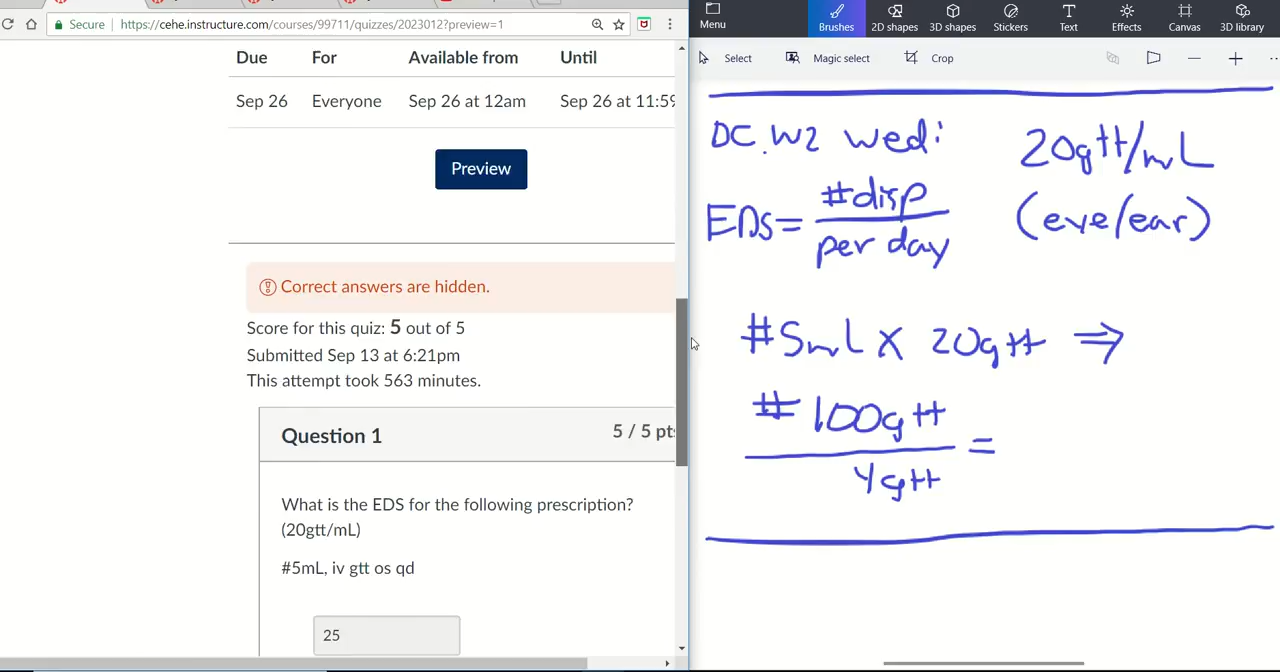 Secure
https://cehe.instructure.com/courses/99711/quizzes/2023012?preview=1
Due For Available from Until
Sep 26 Everyone Sep 26 at 12am Sep 26 at 11:59
Preview
Correct answers are hidden.
Score for this quiz: 5 out of 5
Submitted Sep 13 at 6:21pm
This attempt took 563 minutes.
Question 1 5 / 5 pts
What is the EDS for the following prescription?
(20gtt/mL)
#5mL, iv gtt os qd
25
Menu Brushes 2D shapes 3D shapes Stickers Text Effects Canvas 3D library
Select Magic select Crop
DC.W2 wed:
20gtt/mL
(eye/ear)
EDS= #disp
per day
#5mL x 20gtt ⇒
#100gtt
4gtt
=